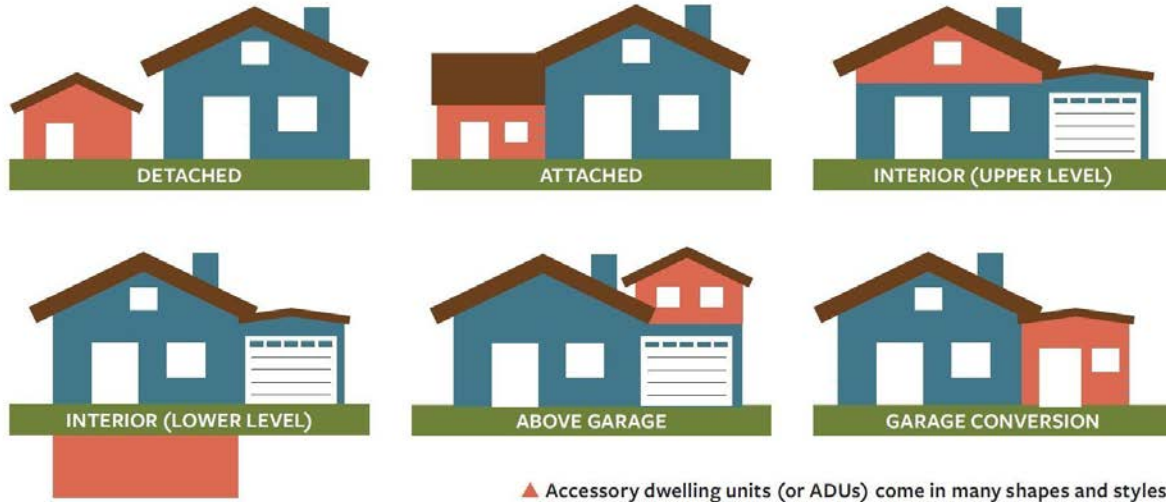 DETACHED
ATTACHED
INTERIOR (UPPER LEVEL)
INTERIOR (LOWER LEVEL)
ABOVE GARAGE
GARAGE CONVERSION
▲ Accessory dwelling units (or ADUs) come in many shapes and styles